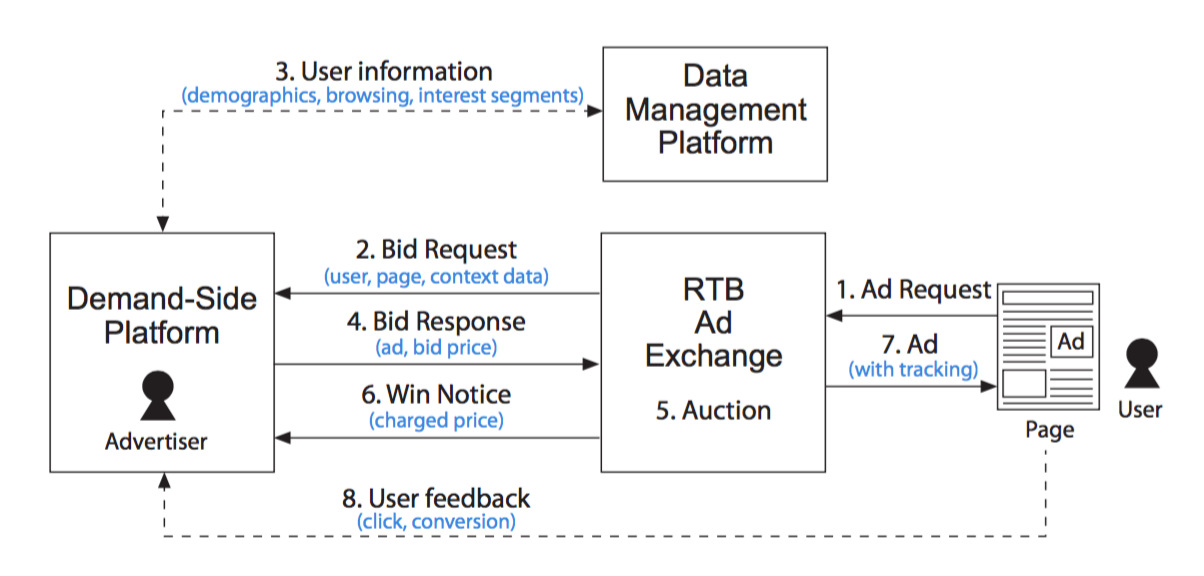 3. User information
(demographics, browsing, interest segments)
Data
Management
Platform
Demand-Side
Platform
Advertiser
2. Bid Request
(user, page, context data)
4. Bid Response
(ad, bid price)
6. Win Notice
(charged price)
RTB
Ad
Exchange
5. Auction
1. Ad Request
7. Ad
(with tracking)
Ad
Page
User
8. User feedback
(click, conversion)